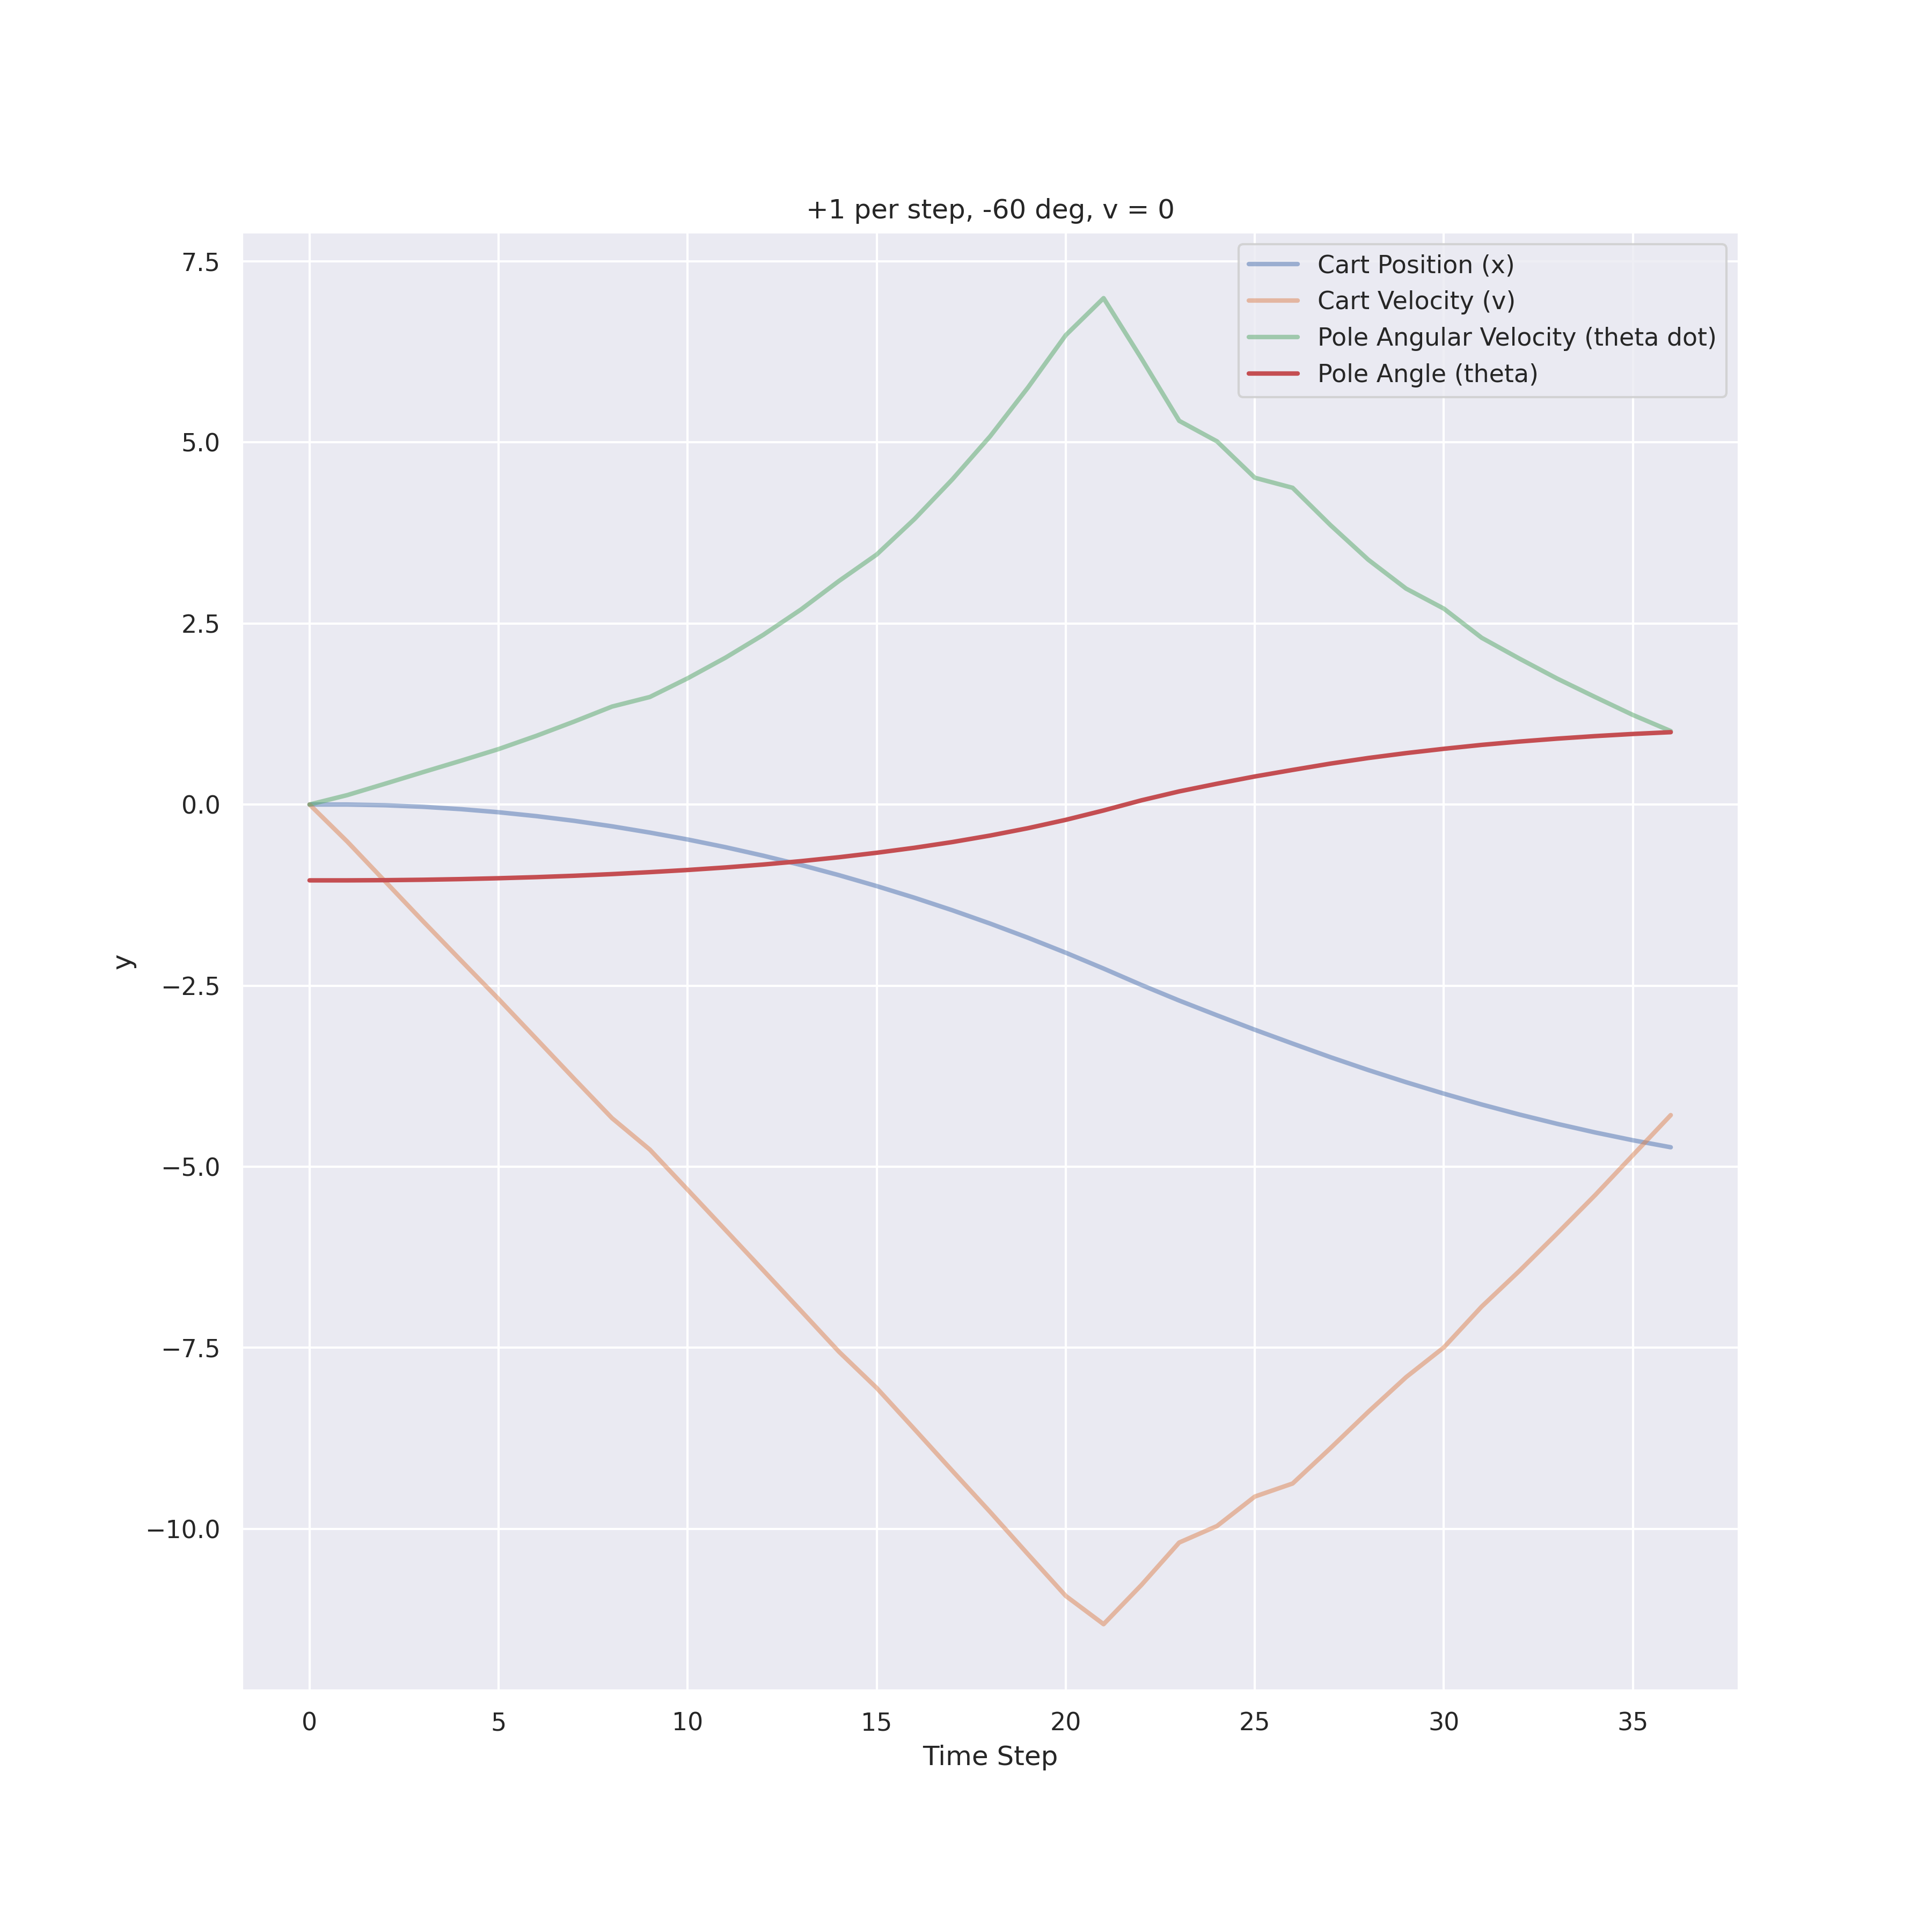 +1 per step, -60 deg, v = 0
7.5
5.0
2.5
0.0
−2.5
−5.0
−7.5
−10.0
y
Cart Position (x)
Cart Velocity (v)
Pole Angular Velocity (theta dot)
Pole Angle (theta)
0 5 10 15 20 25 30 35
Time Step